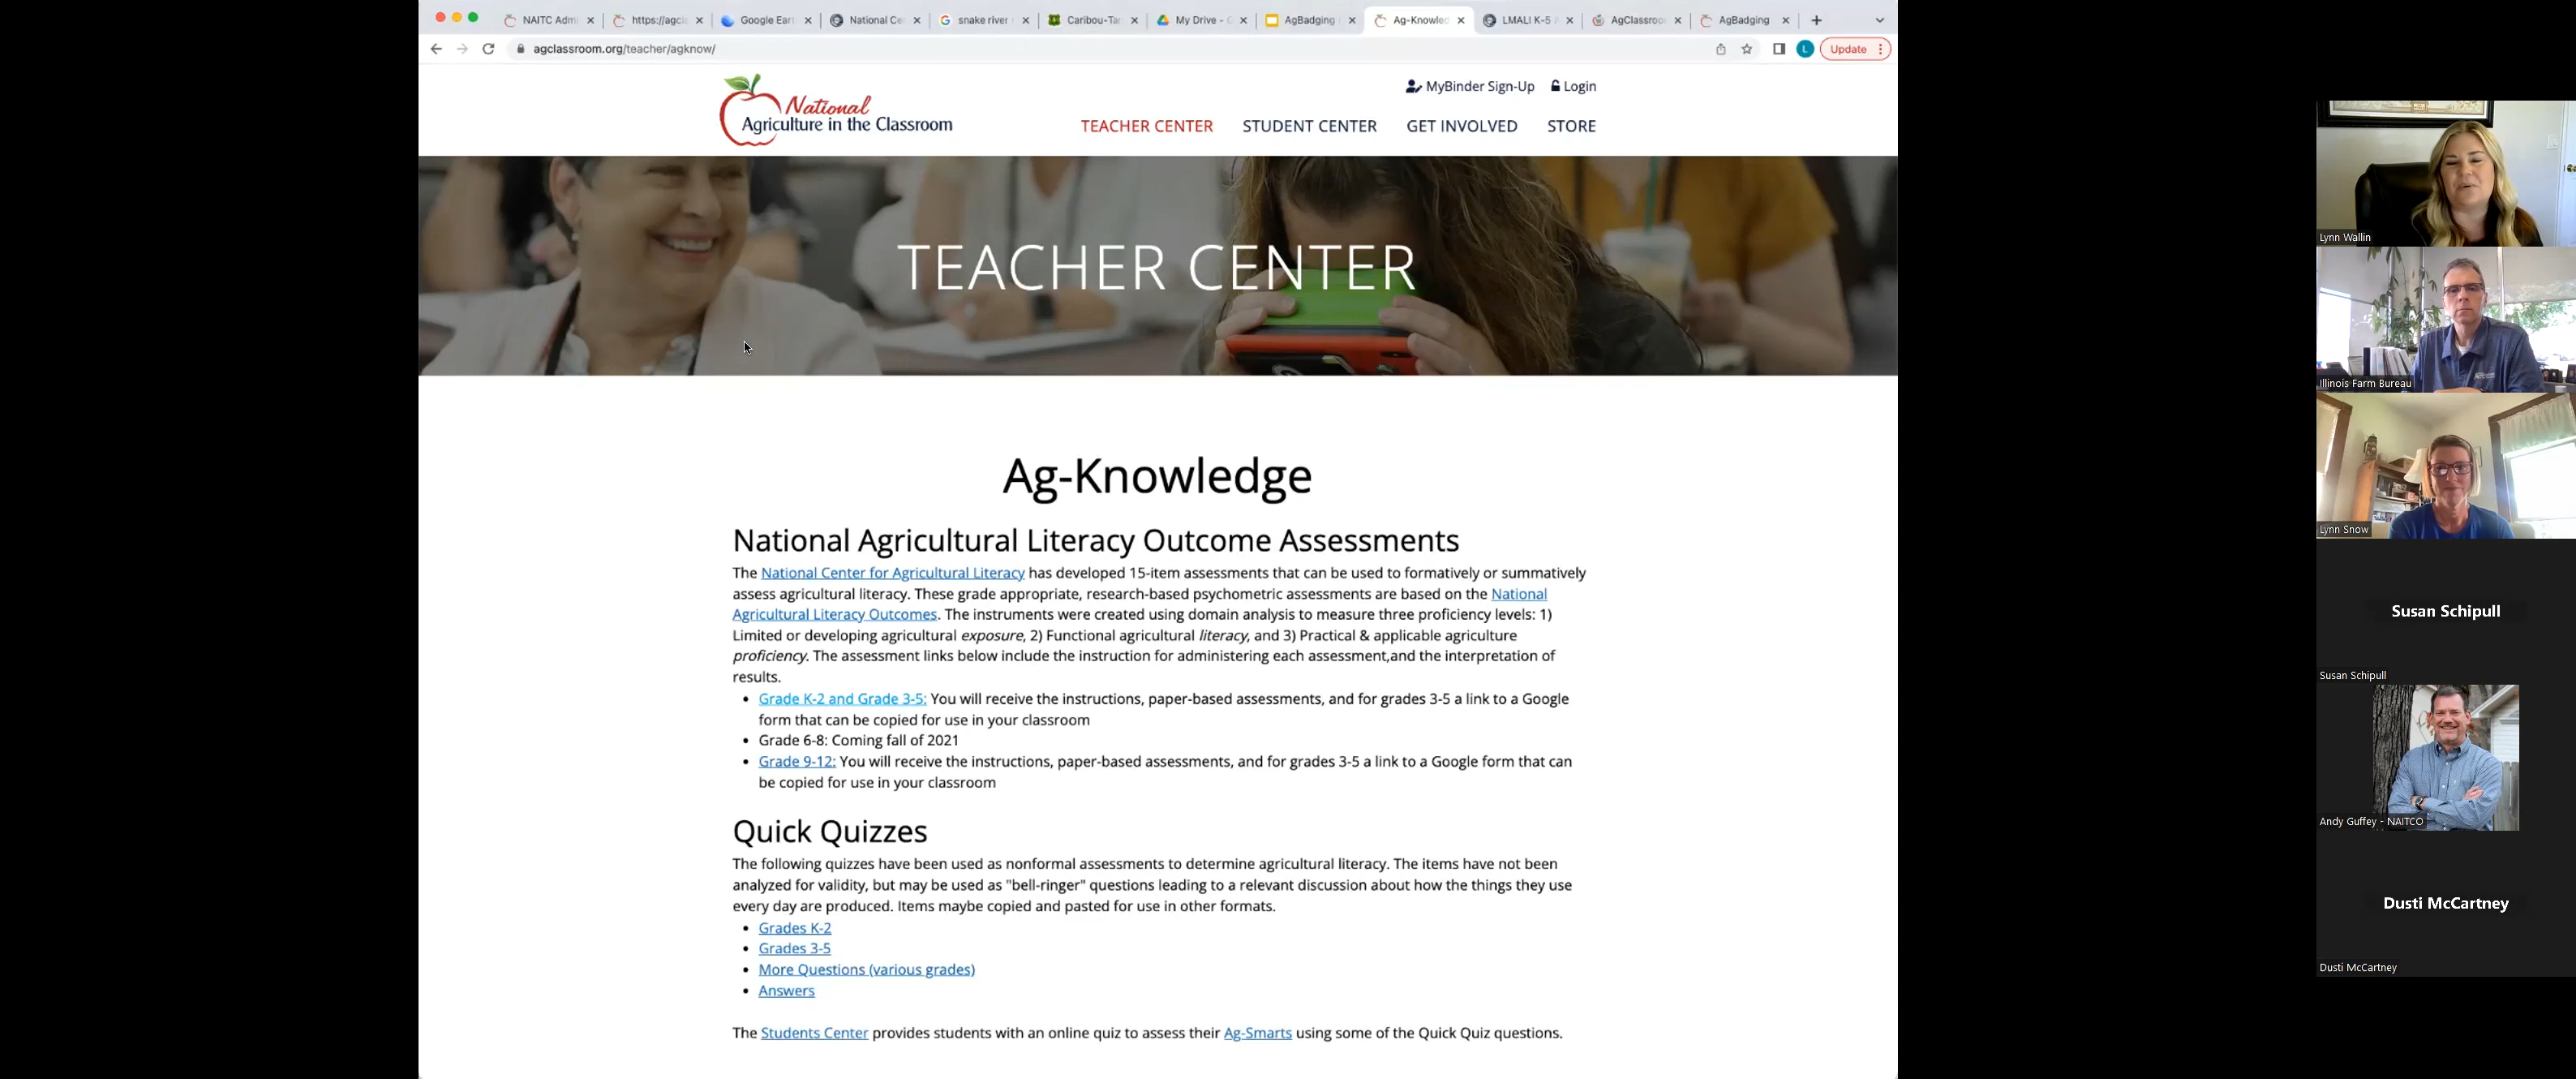 NAITC Adm
https://agcla
Google Eart
National Ce
snake river
Caribou-Tar
My Drive - G
AgBadging
Ag-Knowled
LMALI K-5
AgClassroo
AgBadging
agclassroom.org/teacher/agknow/
L
Update
MyBinder Sign-Up
Login
National
Agriculture in the Classroom
TEACHER CENTER
STUDENT CENTER
GET INVOLVED
STORE
TEACHER CENTER
Ag-Knowledge
National Agricultural Literacy Outcome Assessments
The National Center for Agricultural Literacy has developed 15-item assessments that can be used to formatively or summatively
assess agricultural literacy. These grade appropriate, research-based psychometric assessments are based on the National
Agricultural Literacy Outcomes. The instruments were created using domain analysis to measure three proficiency levels: 1)
Limited or developing agricultural exposure, 2) Functional agricultural literacy, and 3) Practical & applicable agriculture
proficiency. The assessment links below include the instruction for administering each assessment,and the interpretation of
results.
• Grade K-2 and Grade 3-5: You will receive the instructions, paper-based assessments, and for grades 3-5 a link to a Google
form that can be copied for use in your classroom
• Grade 6-8: Coming fall of 2021
• Grade 9-12: You will receive the instructions, paper-based assessments, and for grades 3-5 a link to a Google form that can
be copied for use in your classroom
Quick Quizzes
The following quizzes have been used as nonformal assessments to determine agricultural literacy. The items have not been
analyzed for validity, but may be used as "bell-ringer" questions leading to a relevant discussion about how the things they use
every day are produced. Items maybe copied and pasted for use in other formats.
• Grades K-2
• Grades 3-5
• More Questions (various grades)
• Answers
The Students Center provides students with an online quiz to assess their Ag-Smarts using some of the Quick Quiz questions.
Lynn Wallin
Illinois Farm Bureau
Lynn Snow
Susan Schipull
Susan Schipull
Andy Guffey - NAITCO
Dusti McCartney
Dusti McCartney